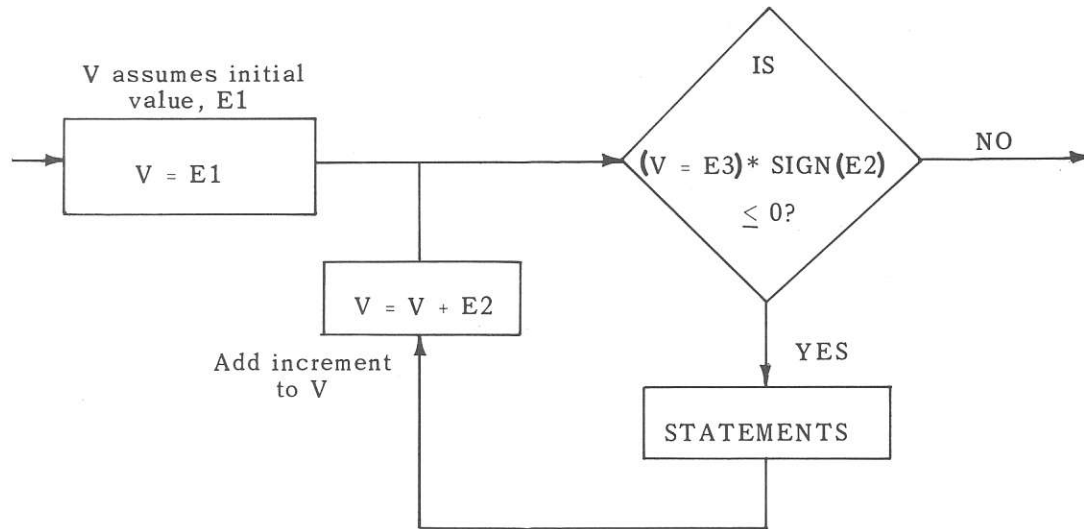 V assumes initial
value, E1
V = E1
IS
(V = E3)* SIGN(E2)
≤ 0?
NO
V = V + E2
Add increment
to V
YES
STATEMENTS